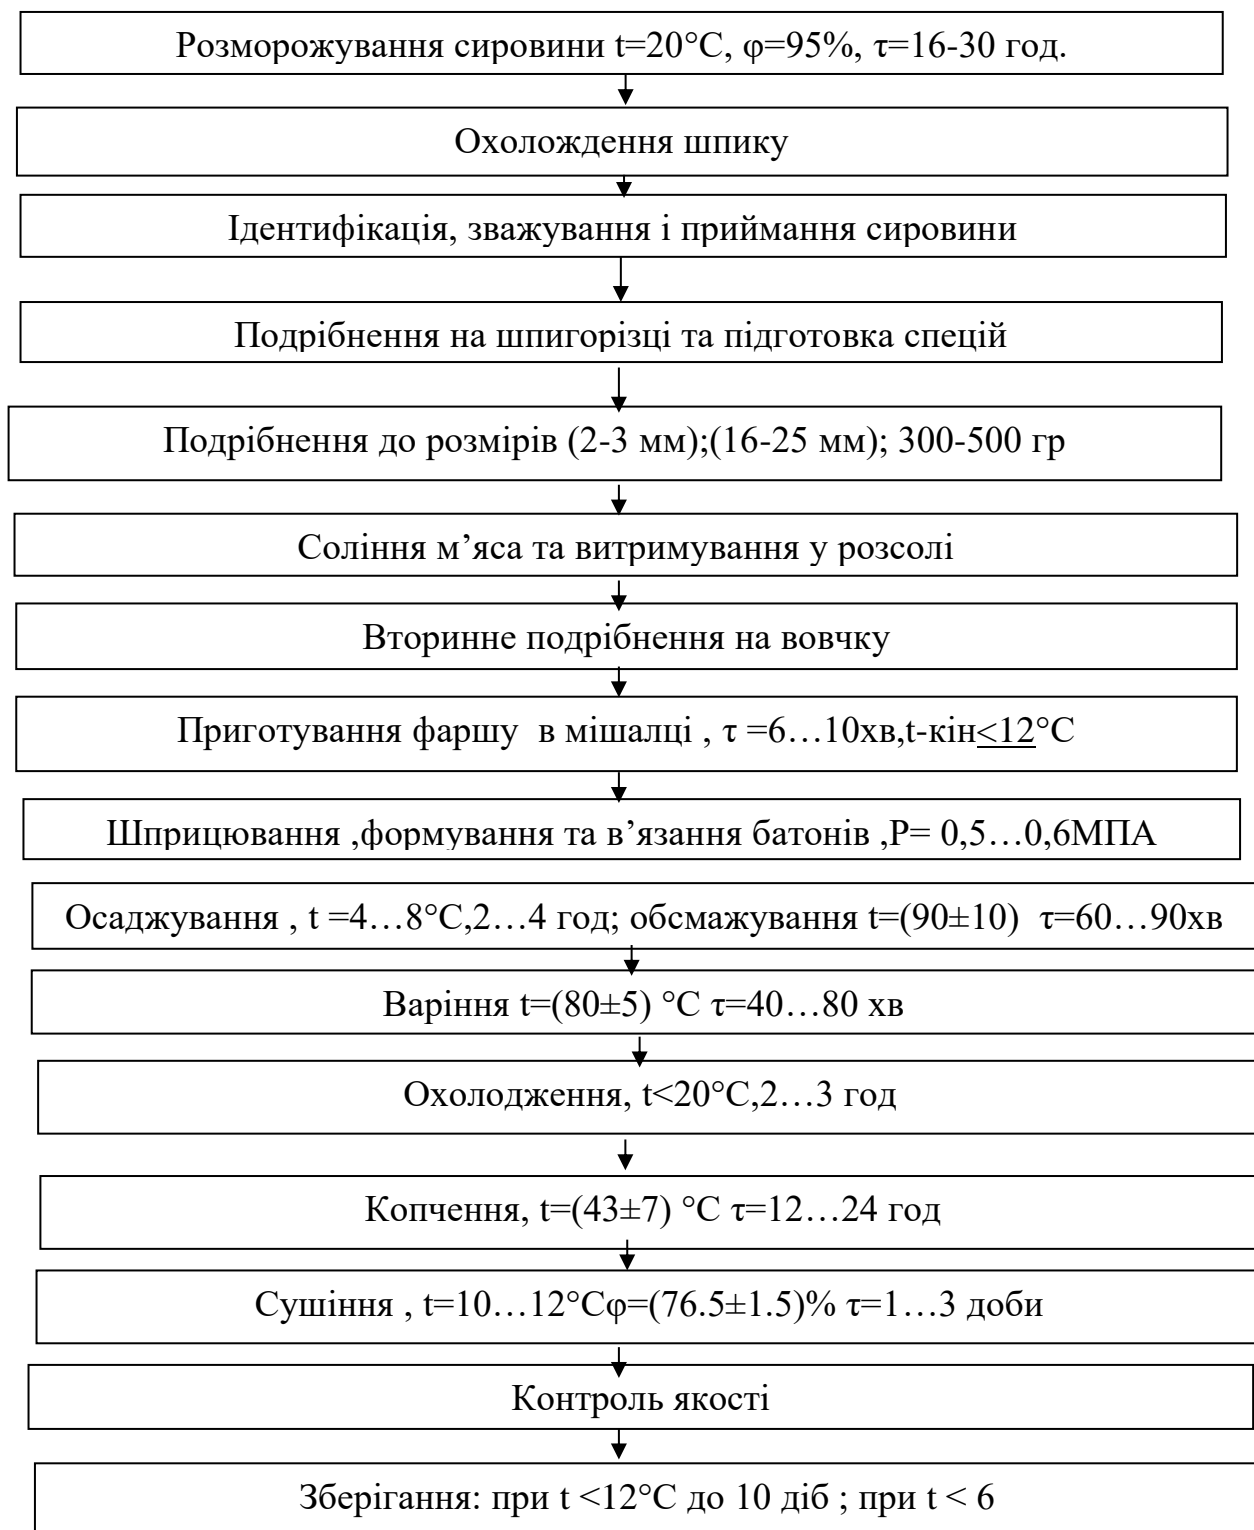 Розморожування сировини t=20°С, φ=95%, τ=16-30 год.
Охолождення шпику
Ідентифікація, зважування і приймання сировини
Подрібнення на шпигорізці та підготовка спецій
Подрібнення до розмірів (2-3 мм);(16-25 мм); 300-500 гр
Соління м’яса та витримування у розсолі
Вторинне подрібнення на вовчку
Приготування фаршу в мішалці , τ =6…10хв,t-кін<12°С
Шприцювання ,формування та в’язання батонів ,Р= 0,5…0,6МПА
Осаджування , t =4…8°С,2…4 год; обсмажування t=(90±10) τ=60…90хв
Варіння t=(80±5) °С τ=40…80 хв
Охолодження, t<20°С,2…3 год
Копчення, t=(43±7) °С τ=12…24 год
Сушіння , t=10…12°Сφ=(76.5±1.5)% τ=1…3 доби
Контроль якості
Зберігання: при t <12°С до 10 діб ; при t < 6